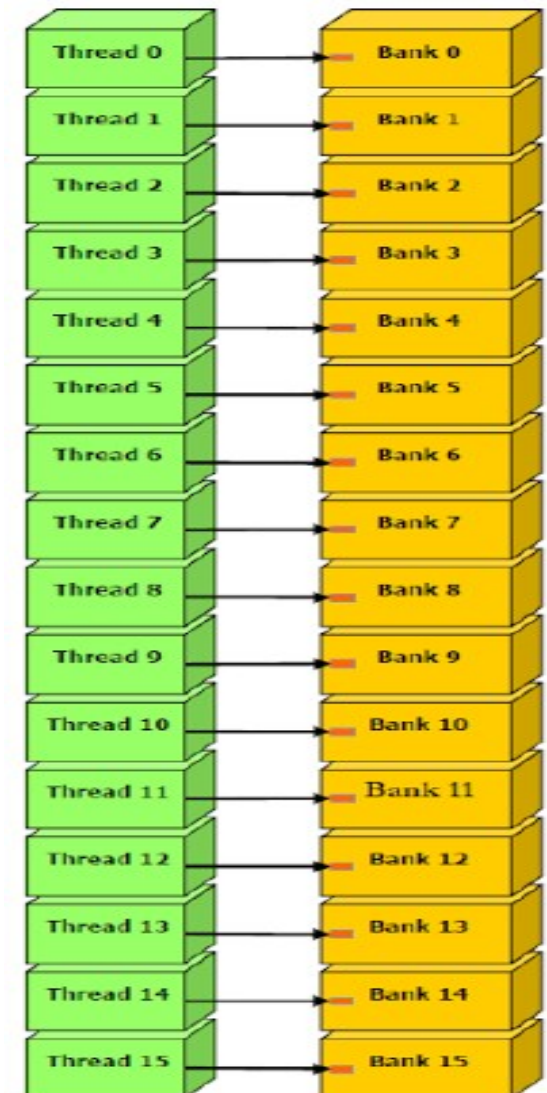 Thread 0 Bank 0
Thread 1 Bank 1
Thread 2 Bank 2
Thread 3 Bank 3
Thread 4 Bank 4
Thread 5 Bank 5
Thread 6 Bank 6
Thread 7 Bank 7
Thread 8 Bank 8
Thread 9 Bank 9
Thread 10 Bank 10
Thread 11 Bank 11
Thread 12 Bank 12
Thread 13 Bank 13
Thread 14 Bank 14
Thread 15 Bank 15